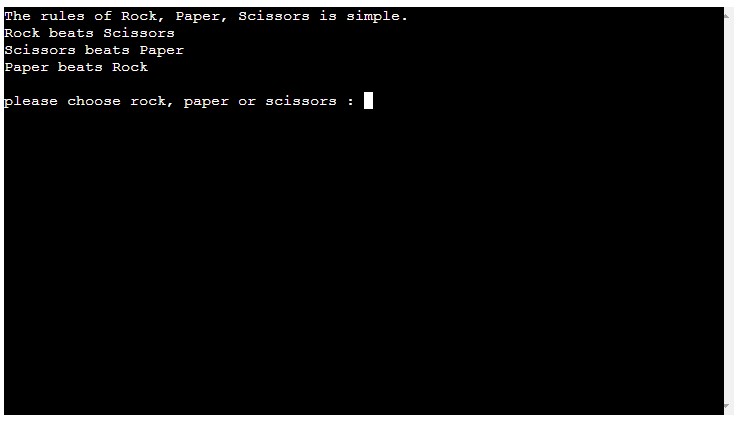 The rules of Rock, Paper, Scissors is simple.
Rock beats Scissors
Scissors beats Paper
Paper beats Rock
please choose rock, paper or scissors :